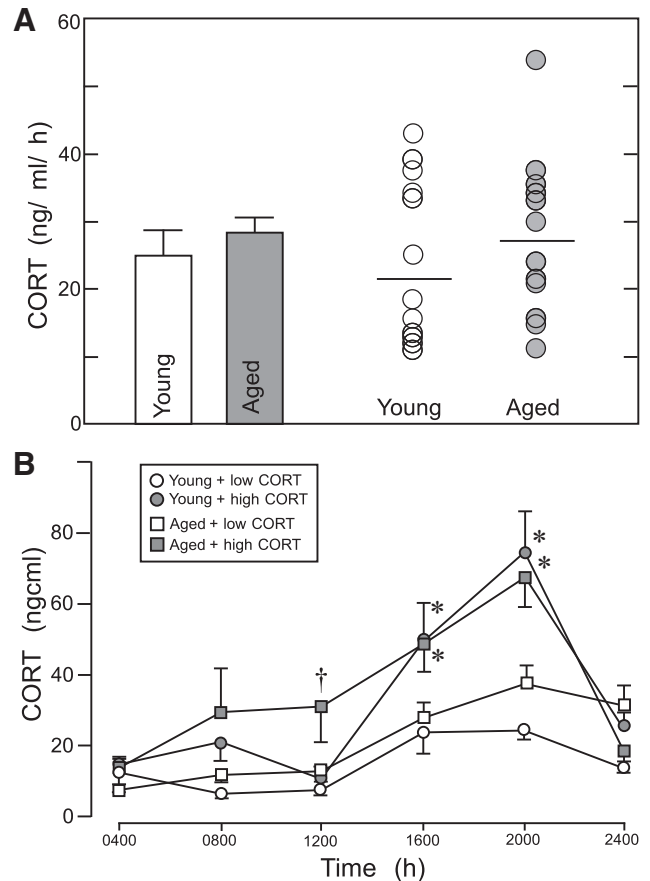 A
60
40
20
0
CORT (ng/ ml/ h)
Young
Aged
Young
Aged
B
Young + low CORT
Young + high CORT
Aged + low CORT
Aged + high CORT
80
60
40
20
0
CORT (ngcml)
*
*
*
*
†
0400 0800 1200 1600 2000 2400
Time (h)